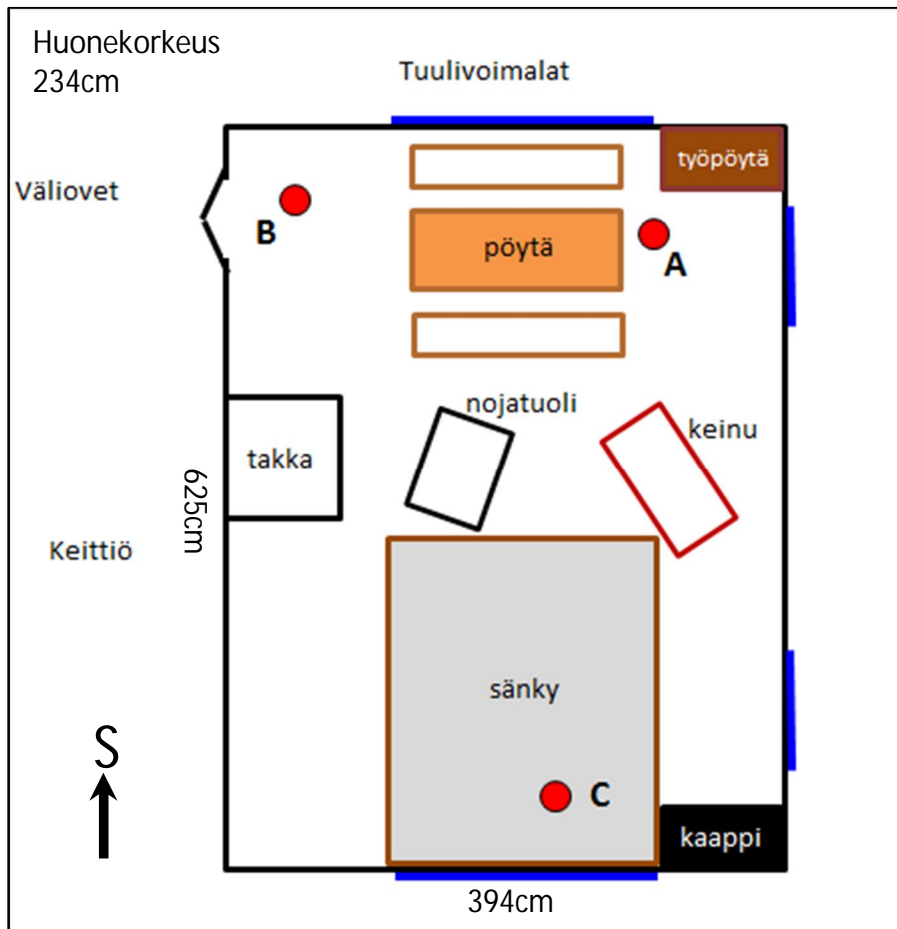 Huonekorkeus
234cm
Tuulivoimalat
työpöytä
Väliovet
B
pöytä
A
nojatuoli
keinu
takka
625cm
Keittiö
sänky
S
C
kaappi
394cm